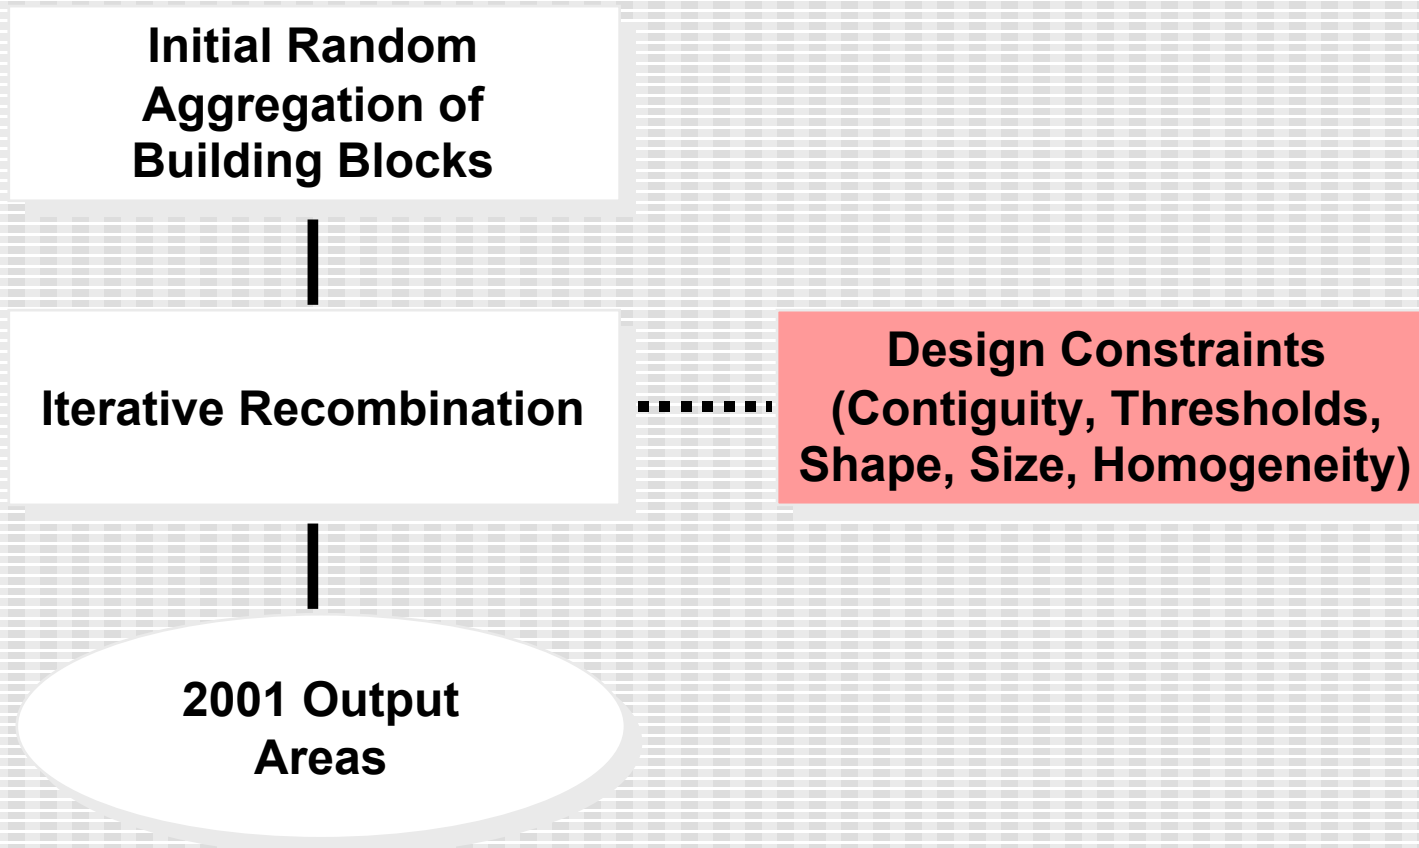 Initial Random
Aggregation of
Building Blocks
Iterative Recombination
Design Constraints
(Contiguity, Thresholds,
Shape, Size, Homogeneity)
2001 Output
Areas